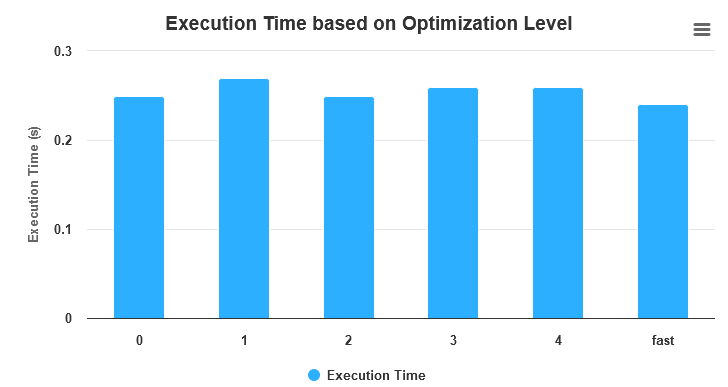 Execution Time based on Optimization Level
0.3
0.2
0.1
0
Execution Time (s)
0 1 2 3 4 fast
Execution Time